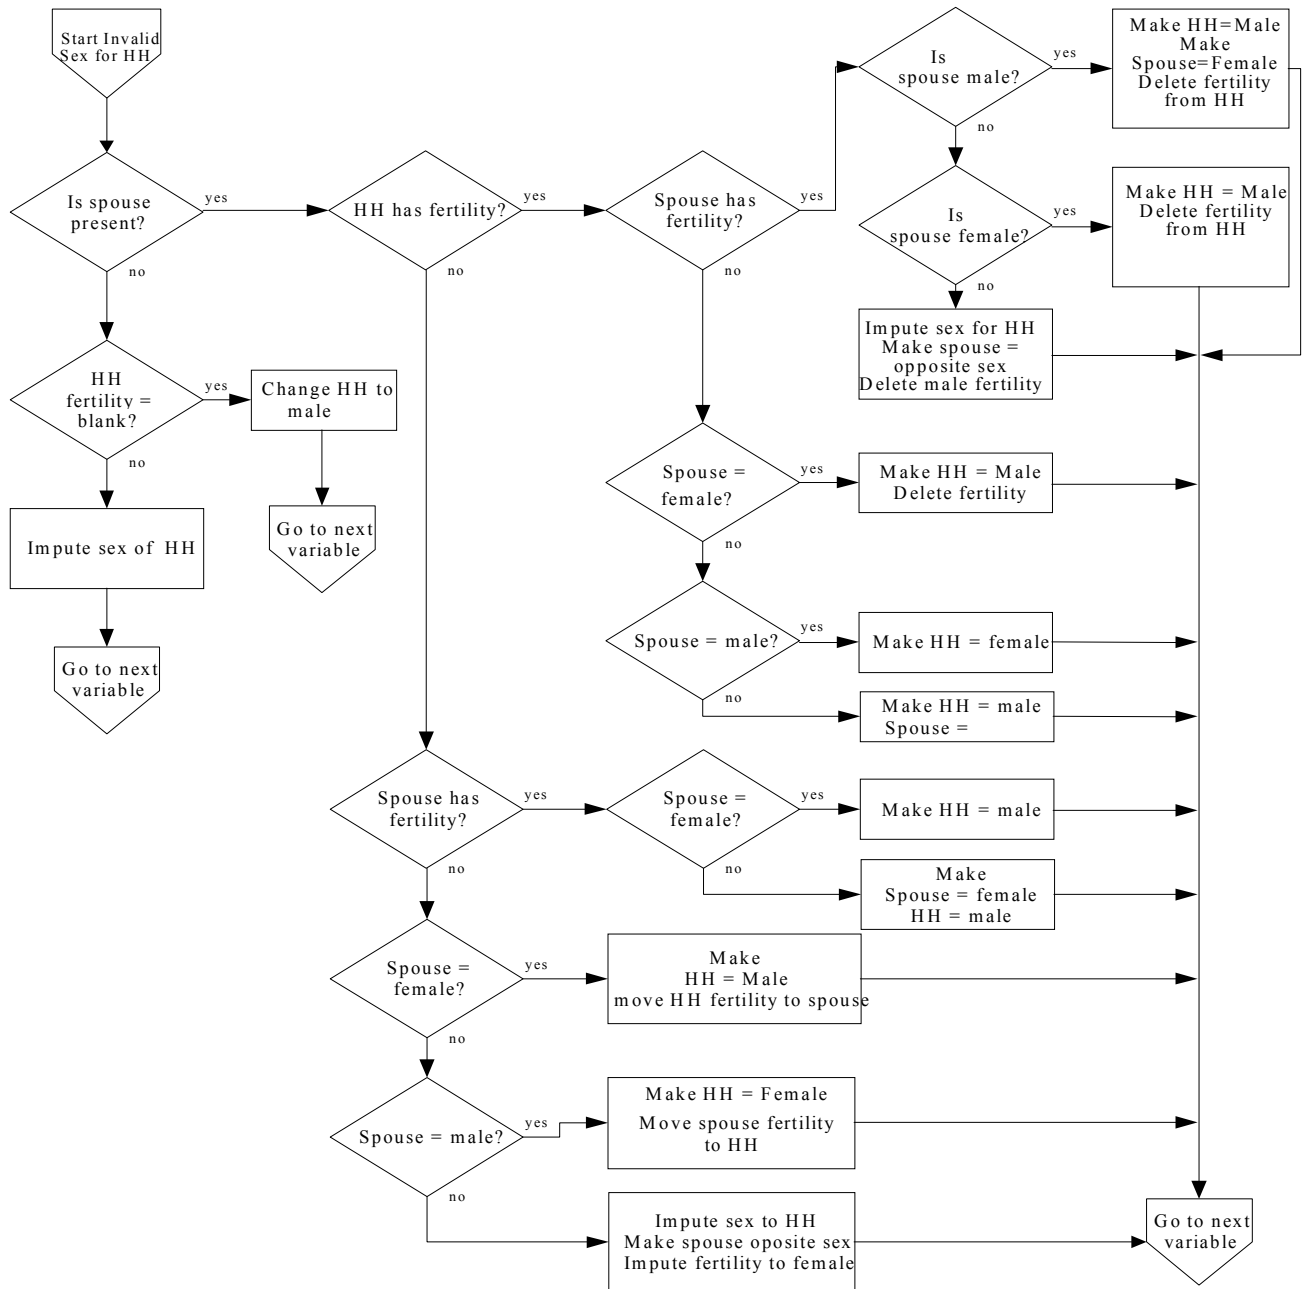 Start Invalid
Sex for HH
Is spouse
present?
yes
no
HH has fertility?
yes
no
Spouse has
fertility?
yes
no
Is
spouse male?
yes
no
Make HH=Male
Make
Spouse=Female
Delete fertility
from HH
Is
spouse female?
yes
no
Make HH = Male
Delete fertility
from HH
Impute sex for HH
Make spouse =
opposite sex
Delete male fertility
HH
fertility =
blank?
yes
no
Change HH to
male
Go to next
variable
Impute sex of HH
Go to next
variable
Spouse =
female?
yes
no
Make HH = Male
Delete fertility
Spouse = male?
yes
no
Make HH = female
Make HH = male
Spouse =
Spouse has
fertility?
yes
no
Spouse =
female?
yes
no
Make HH = male
Make
Spouse = female
HH = male
Spouse =
female?
yes
no
Make
HH = Male
move HH fertility to spouse
Spouse = male?
yes
no
Make HH = Female
Move spouse fertility
to HH
Impute sex to HH
Make spouse oposite sex
Impute fertility to female
Go to next
variable